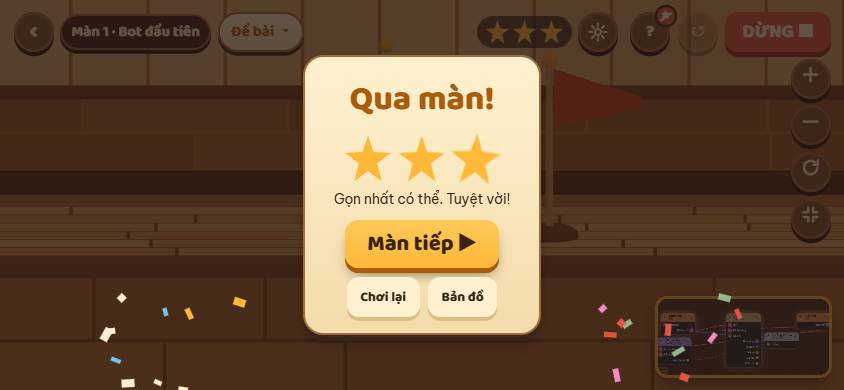 Màn 1 · Bot đầu tiên
Đề bài
?
DỪNG
Qua màn!
Gọn nhất có thể. Tuyệt vời!
Màn tiếp
Chơi lại
Bản đồ